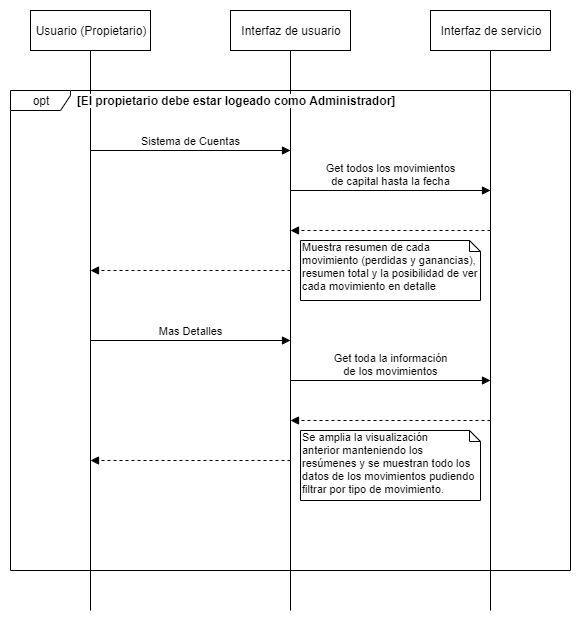 Usuario (Propietario)
Interfaz de usuario
Interfaz de servicio
opt
[El propietario debe estar logeado como Administrador]
Sistema de Cuentas
Get todos los movimientos
de capital hasta la fecha
Muestra resumen de cada
movimiento (perdidas y ganancias),
resumen total y la posibilidad de ver
cada movimiento en detalle
Mas Detalles
Get toda la información
de los movimientos
Se amplia la visualización
anterior manteniendo los
resúmenes y se muestran todo los
datos de los movimientos pudiendo
filtrar por tipo de movimiento.